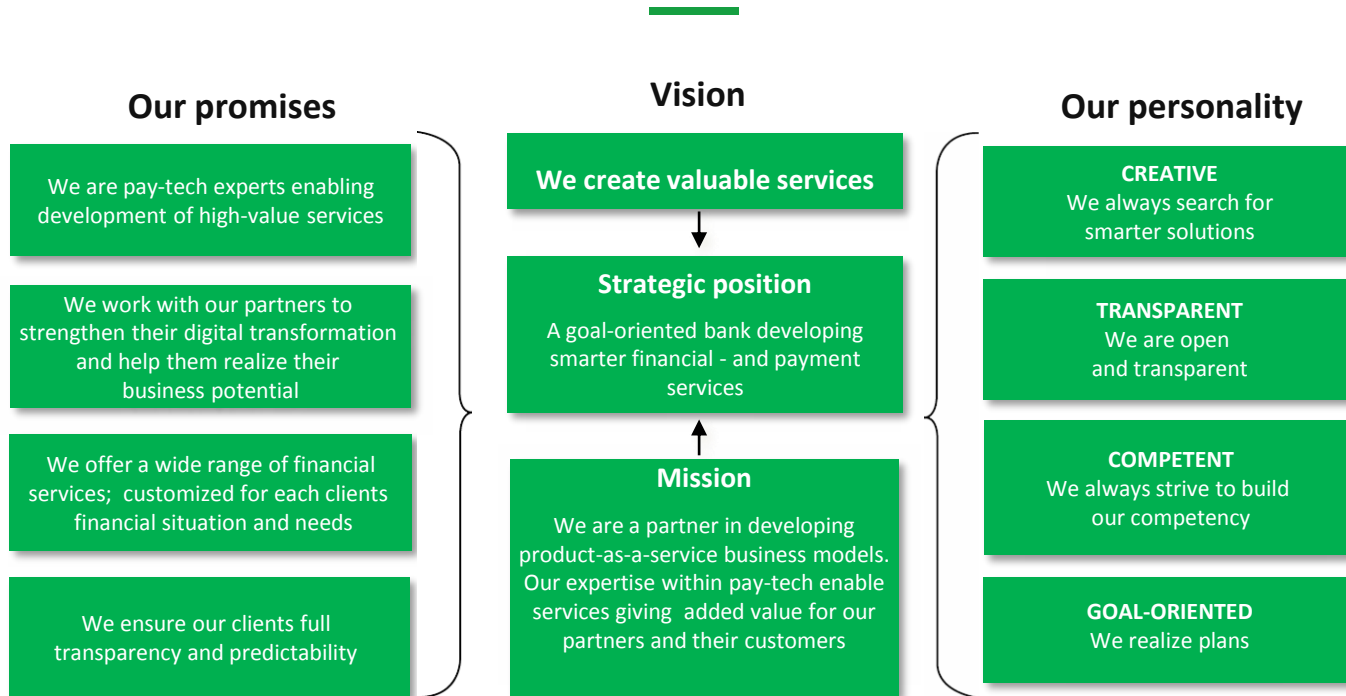 Our promises
We are pay-tech experts enabling
development of high-value services
We work with our partners to
strengthen their digital transformation
and help them realize their
business potential
We offer a wide range of financial
services;  customized for each clients
financial situation and needs
We ensure our clients full
transparency and predictability
Vision
We create valuable services
Strategic position
A goal-oriented bank developing
smarter financial - and payment
services
Mission
We are a partner in developing
product-as-a-service business models.
Our expertise within pay-tech enable
services giving  added value for our
partners and their customers
Our personality
CREATIVE
We always search for
smarter solutions
TRANSPARENT
We are open
and transparent
COMPETENT
We always strive to build
our competency
GOAL-ORIENTED
We realize plans